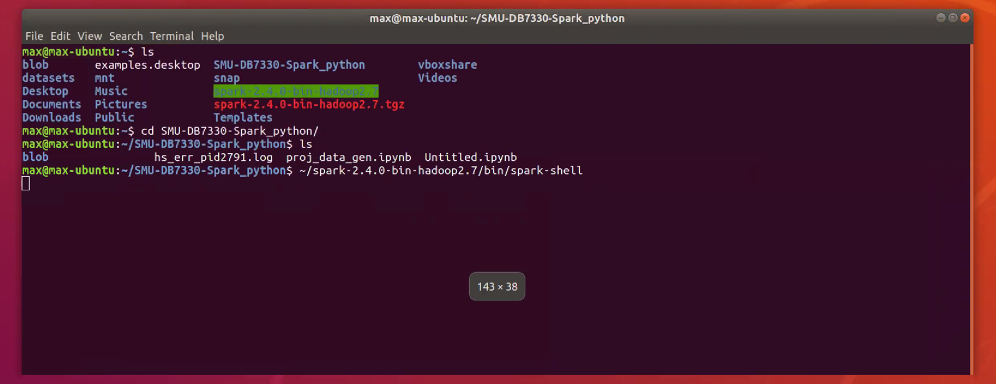 max@max-ubuntu: ~/SMU-DB7330-Spark_python
File Edit View Search Terminal Help
max@max-ubuntu:~$ ls
blob examples.desktop SMU-DB7330-Spark_python vboxshare
datasets mnt snap Videos
Desktop Music spark-2.4.0-bin-hadoop2.7
Documents Pictures spark-2.4.0-bin-hadoop2.7.tgz
Downloads Public Templates
max@max-ubuntu:~$ cd SMU-DB7330-Spark_python/
max@max-ubuntu:~/SMU-DB7330-Spark_python$ ls
blob hs_err_pid2791.log proj_data_gen.ipynb Untitled.ipynb
max@max-ubuntu:~/SMU-DB7330-Spark_python$ ~/spark-2.4.0-bin-hadoop2.7/bin/spark-shell
143 × 38